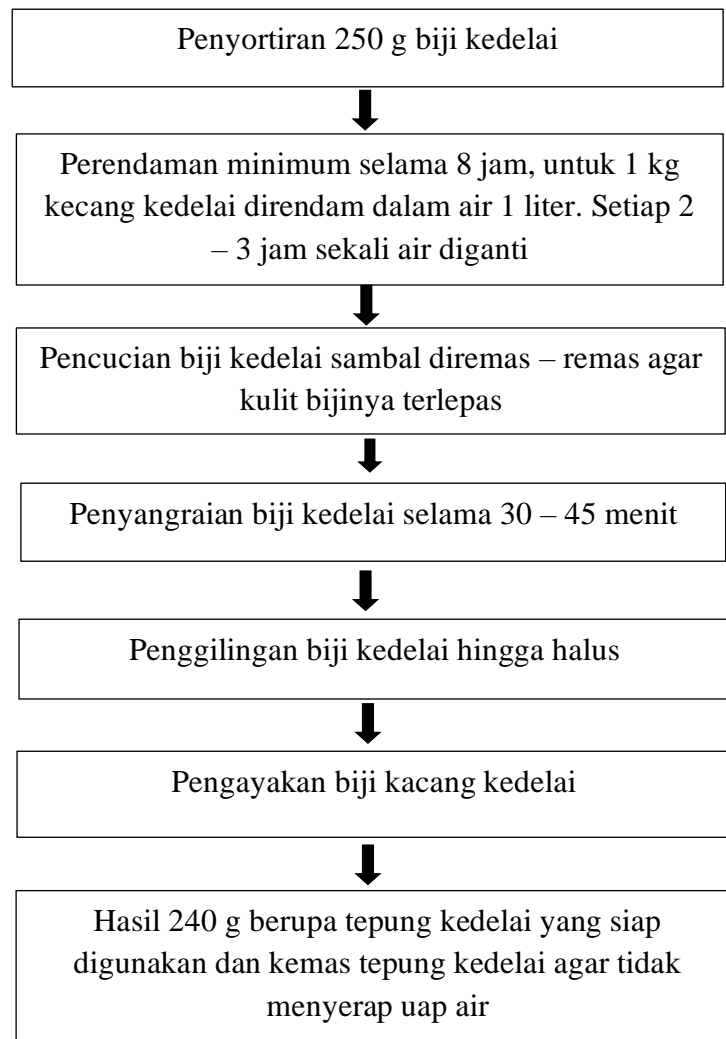 Penyortiran 250 g biji kedelai
Perendaman minimum selama 8 jam, untuk 1 kg
kecang kedelai direndam dalam air 1 liter. Setiap 2
– 3 jam sekali air diganti
Pencucian biji kedelai sambal diremas – remas agar
kulit bijinya terlepas
Penyangraian biji kedelai selama 30 – 45 menit
Penggilingan biji kedelai hingga halus
Pengayakan biji kacang kedelai
Hasil 240 g berupa tepung kedelai yang siap
digunakan dan kemas tepung kedelai agar tidak
menyerap uap air